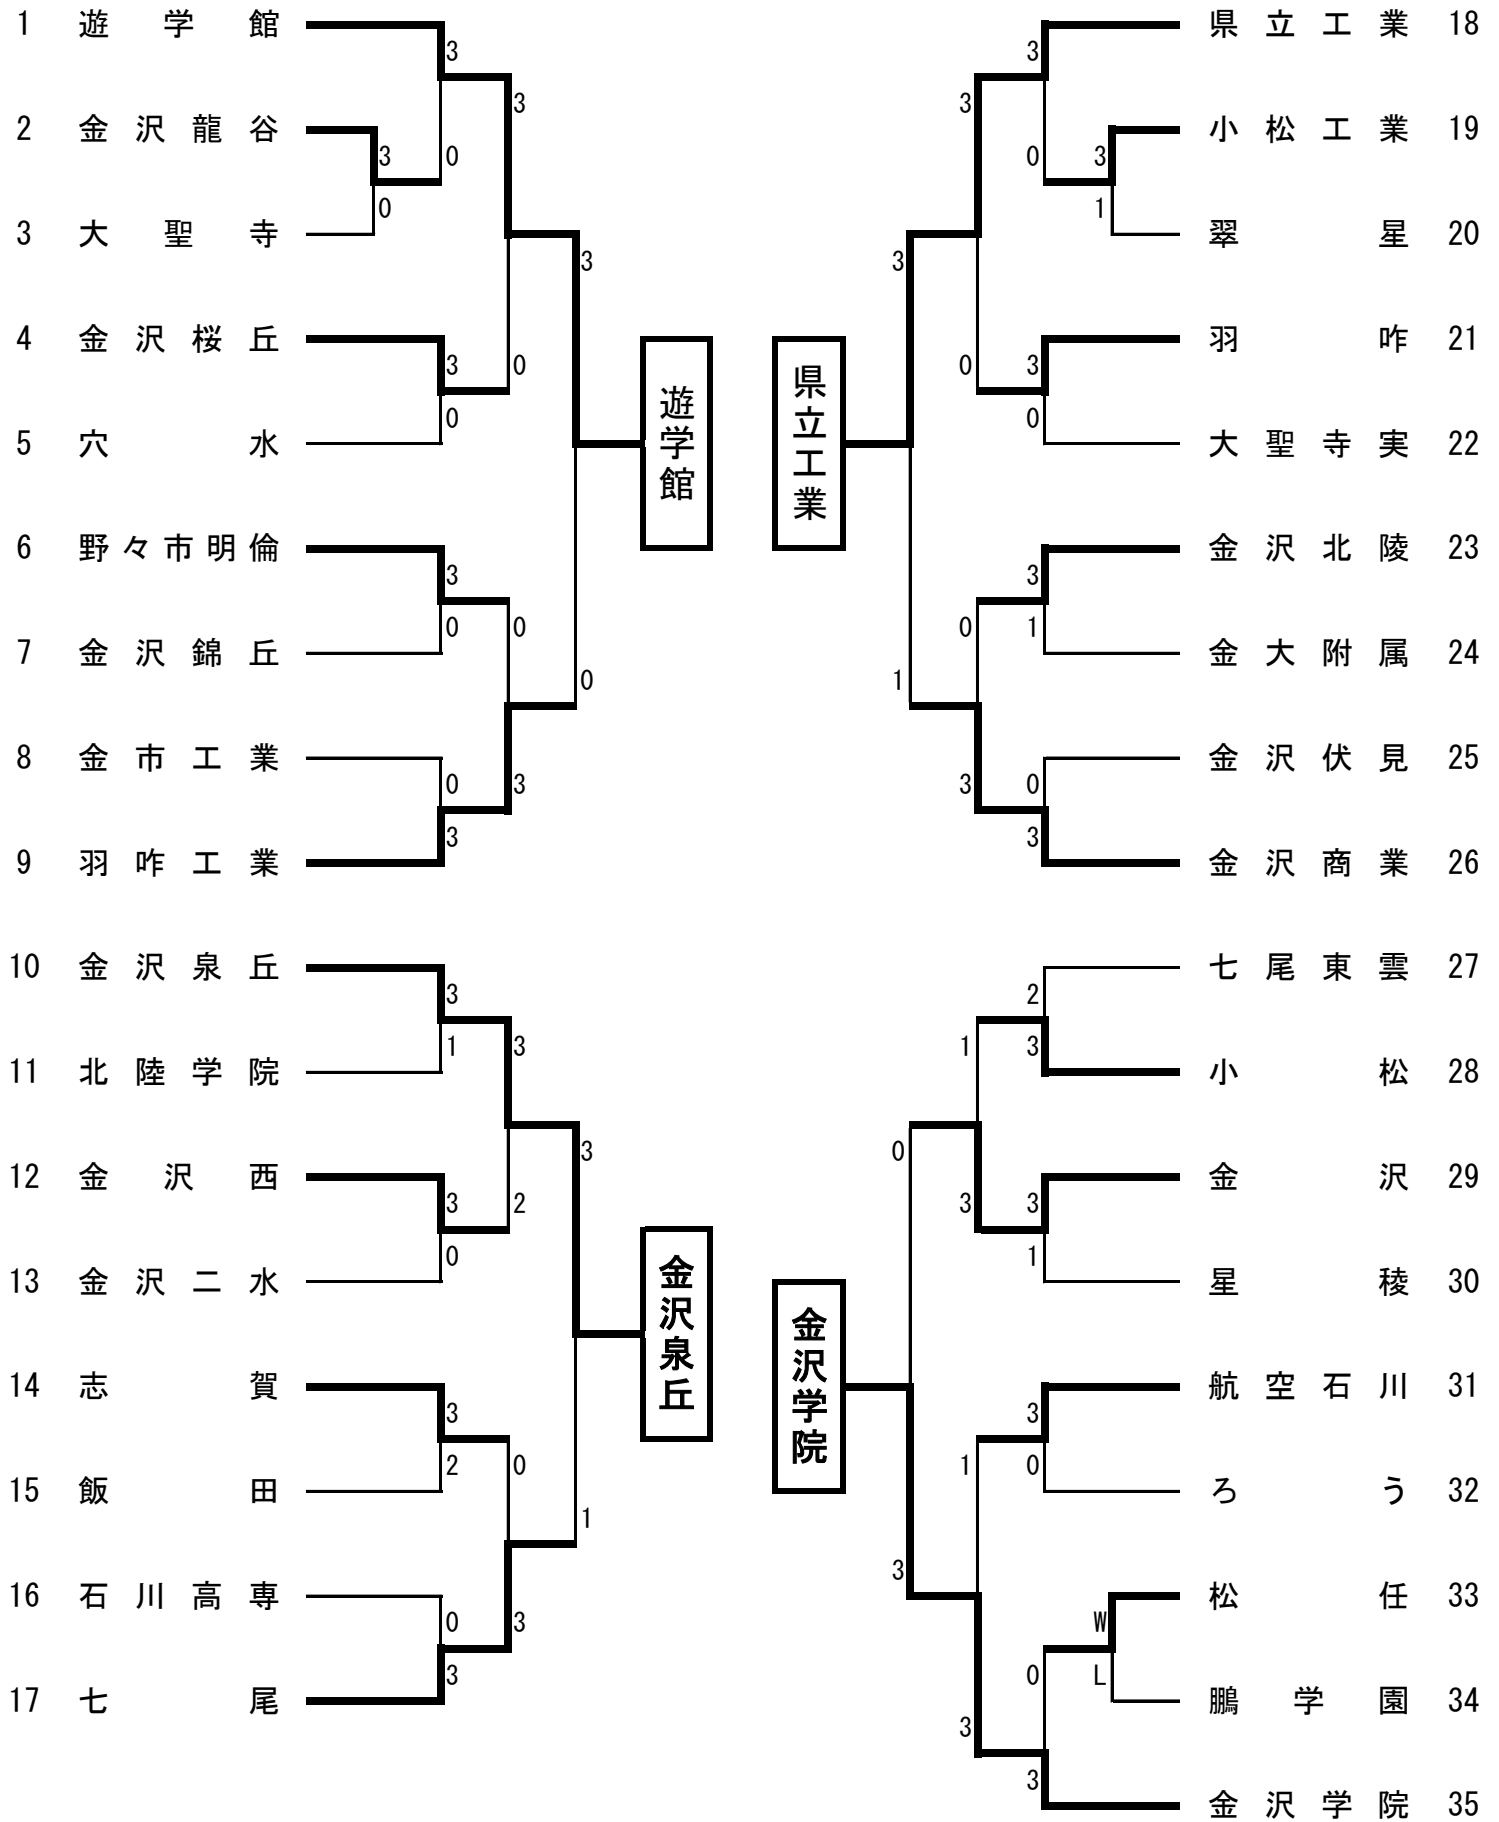 1 遊学館
3
3
2 金沢龍谷
3
0
0
3 大聖寺
3
4 金沢桜丘
3
0
0
5 穴水
遊学館
6 野々市明倫
3
0
0
7 金沢錦丘
0
8 金市工業
0
3
3
9 羽咋工業
10 金沢泉丘
3
1
3
11 北陸学院
3
12 金沢西
3
2
0
13 金沢二水
金沢泉丘
14 志賀
3
2
0
15 飯田
1
16 石川高専
0
3
3
17 七尾
県立工業 18
3
3
小松工業 19
0
3
1
翠星 20
3
羽咋 21
0
3
0
大聖寺実 22
県立工業
金沢北陵 23
3
0
1
金大附属 24
1
金沢伏見 25
3
0
3
金沢商業 26
七尾東雲 27
2
1
3
小松 28
0
金沢 29
3
3
1
星稜 30
金沢学院
航空石川 31
3
1
0
ろう 32
3
松任 33
W
0
L
鵬学園 34
3
3
金沢学院 35